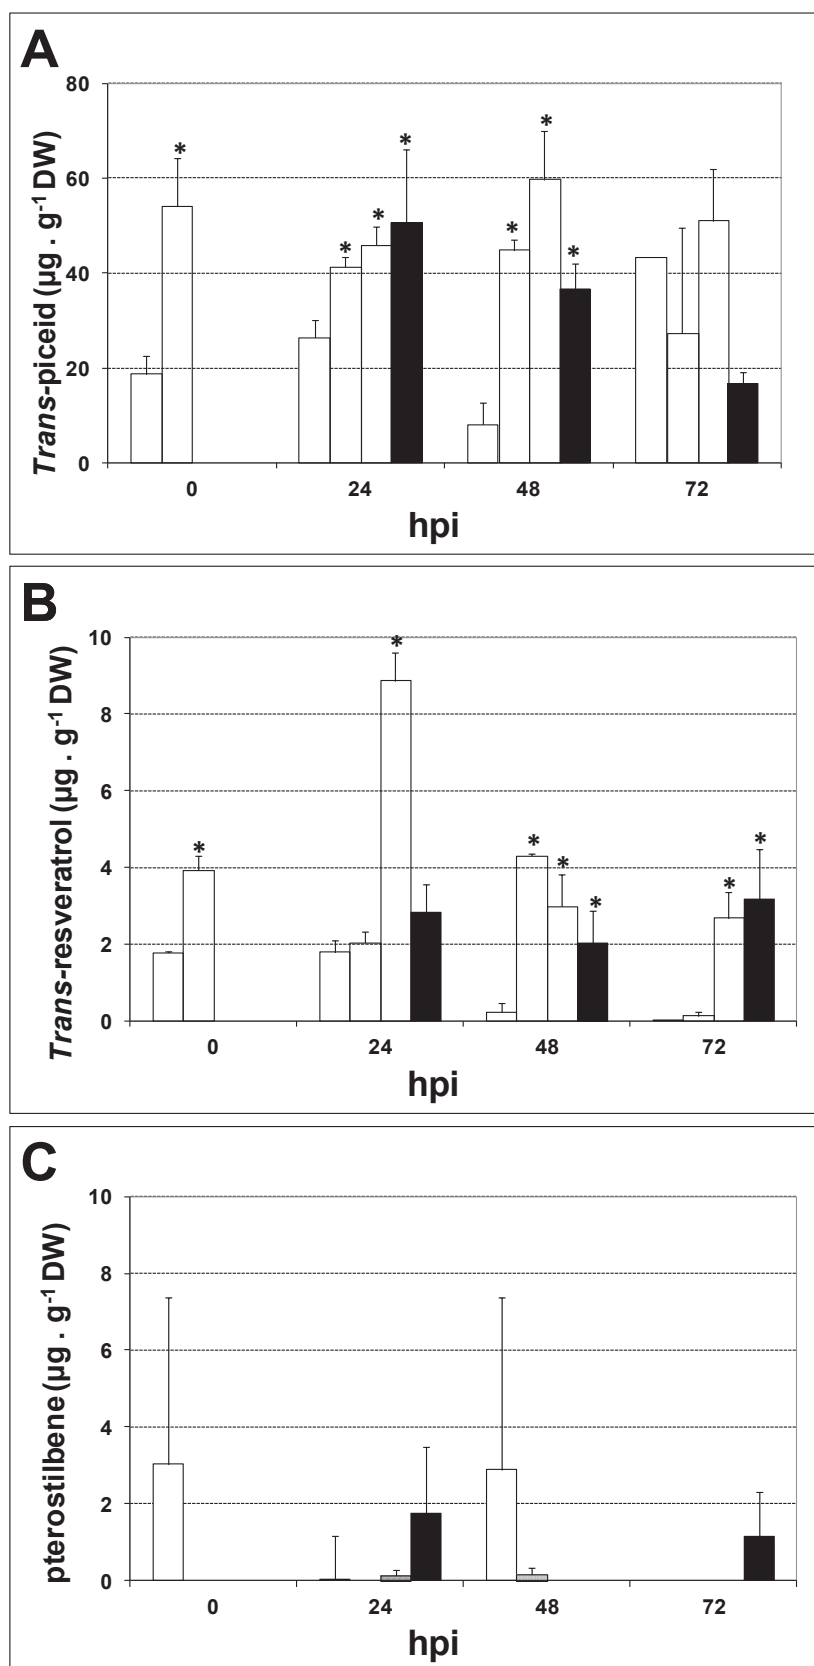 A
80
60
40
20
0
Trans-piceid (µg . g-1 DW)
* * * * * * *
0 24 48 72
hpi
B
10
8
6
4
2
0
Trans-resveratrol (µg . g-1 DW)
* * * * * * *
0 24 48 72
hpi
C
10
8
6
4
2
0
pterostilbene (µg . g-1 DW)
0 24 48 72
hpi